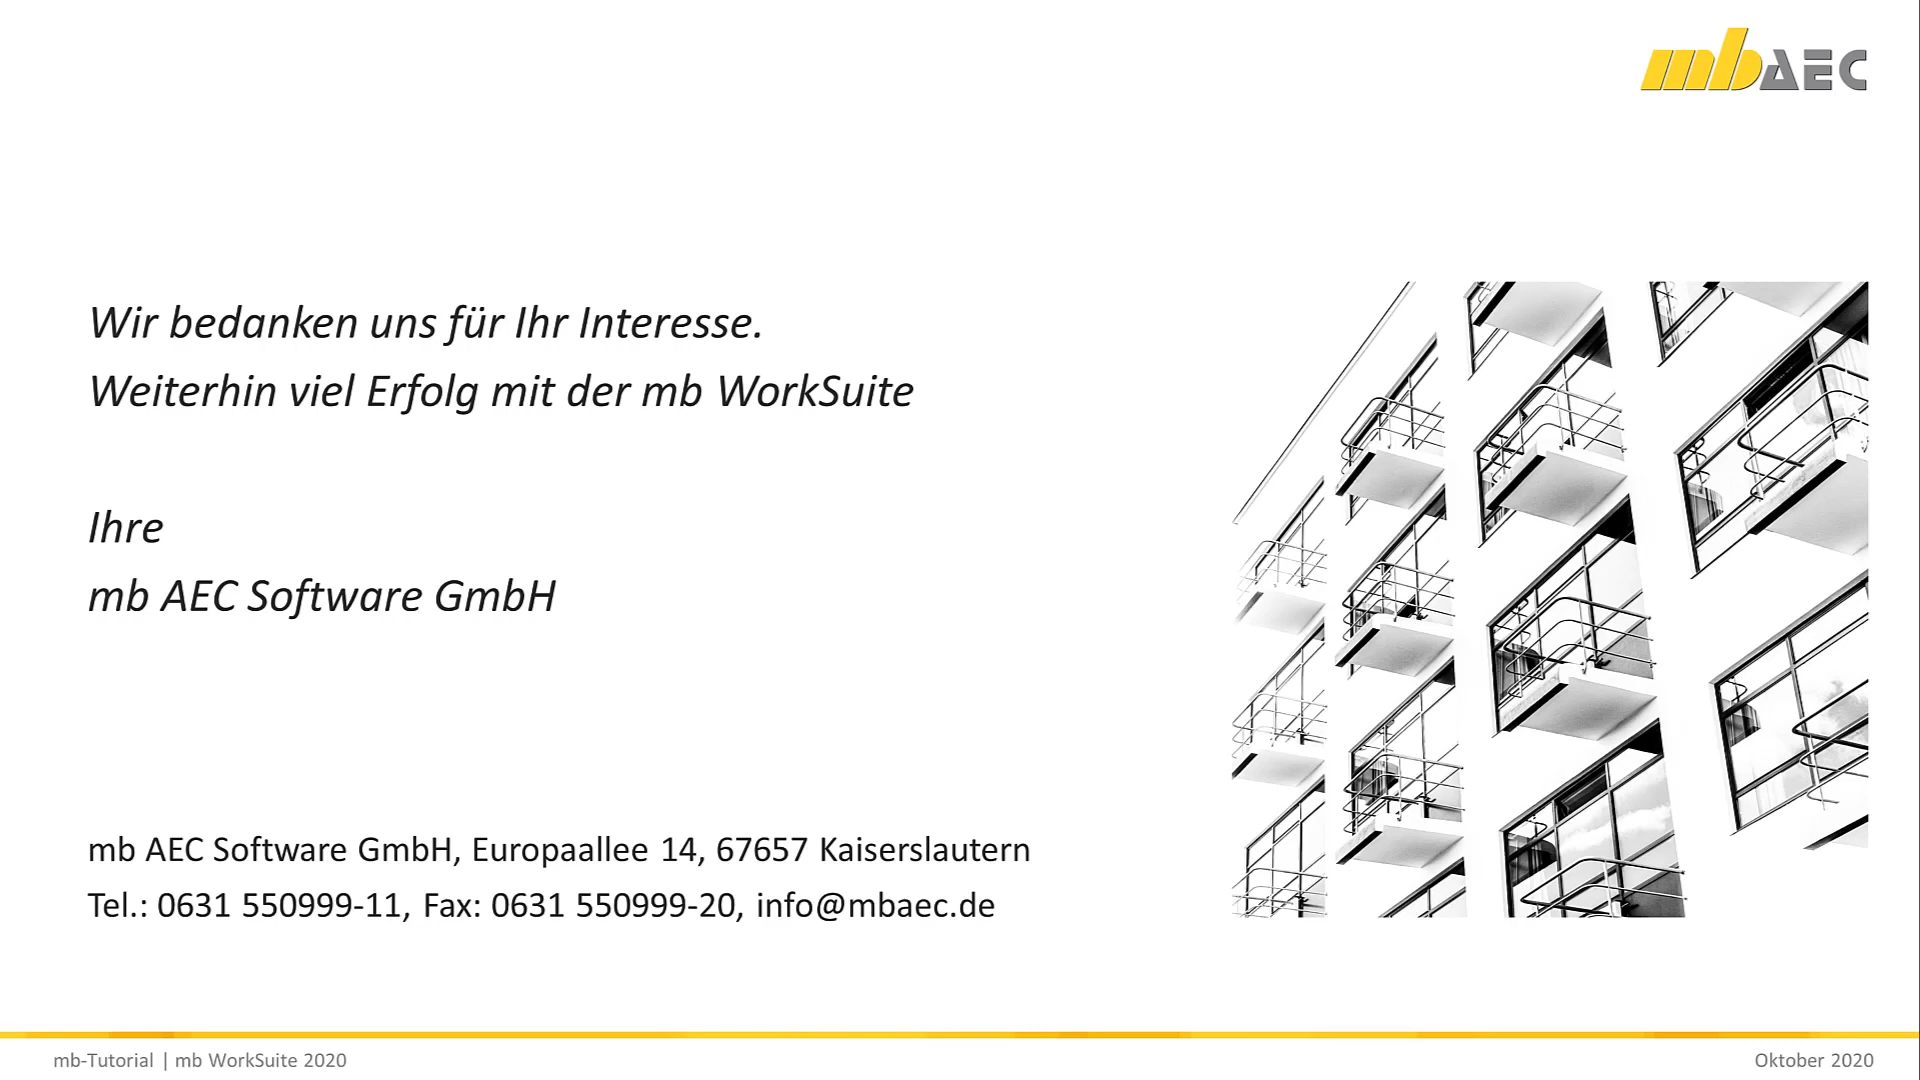 mbAEC
Wir bedanken uns für Ihr Interesse.
Weiterhin viel Erfolg mit der mb WorkSuite
Ihre
mb AEC Software GmbH
mb AEC Software GmbH, Europaallee 14, 67657 Kaiserslautern
Tel.: 0631 550999-11, Fax: 0631 550999-20, info@mbaec.de
mb-Tutorial | mb WorkSuite 2020
Oktober 2020